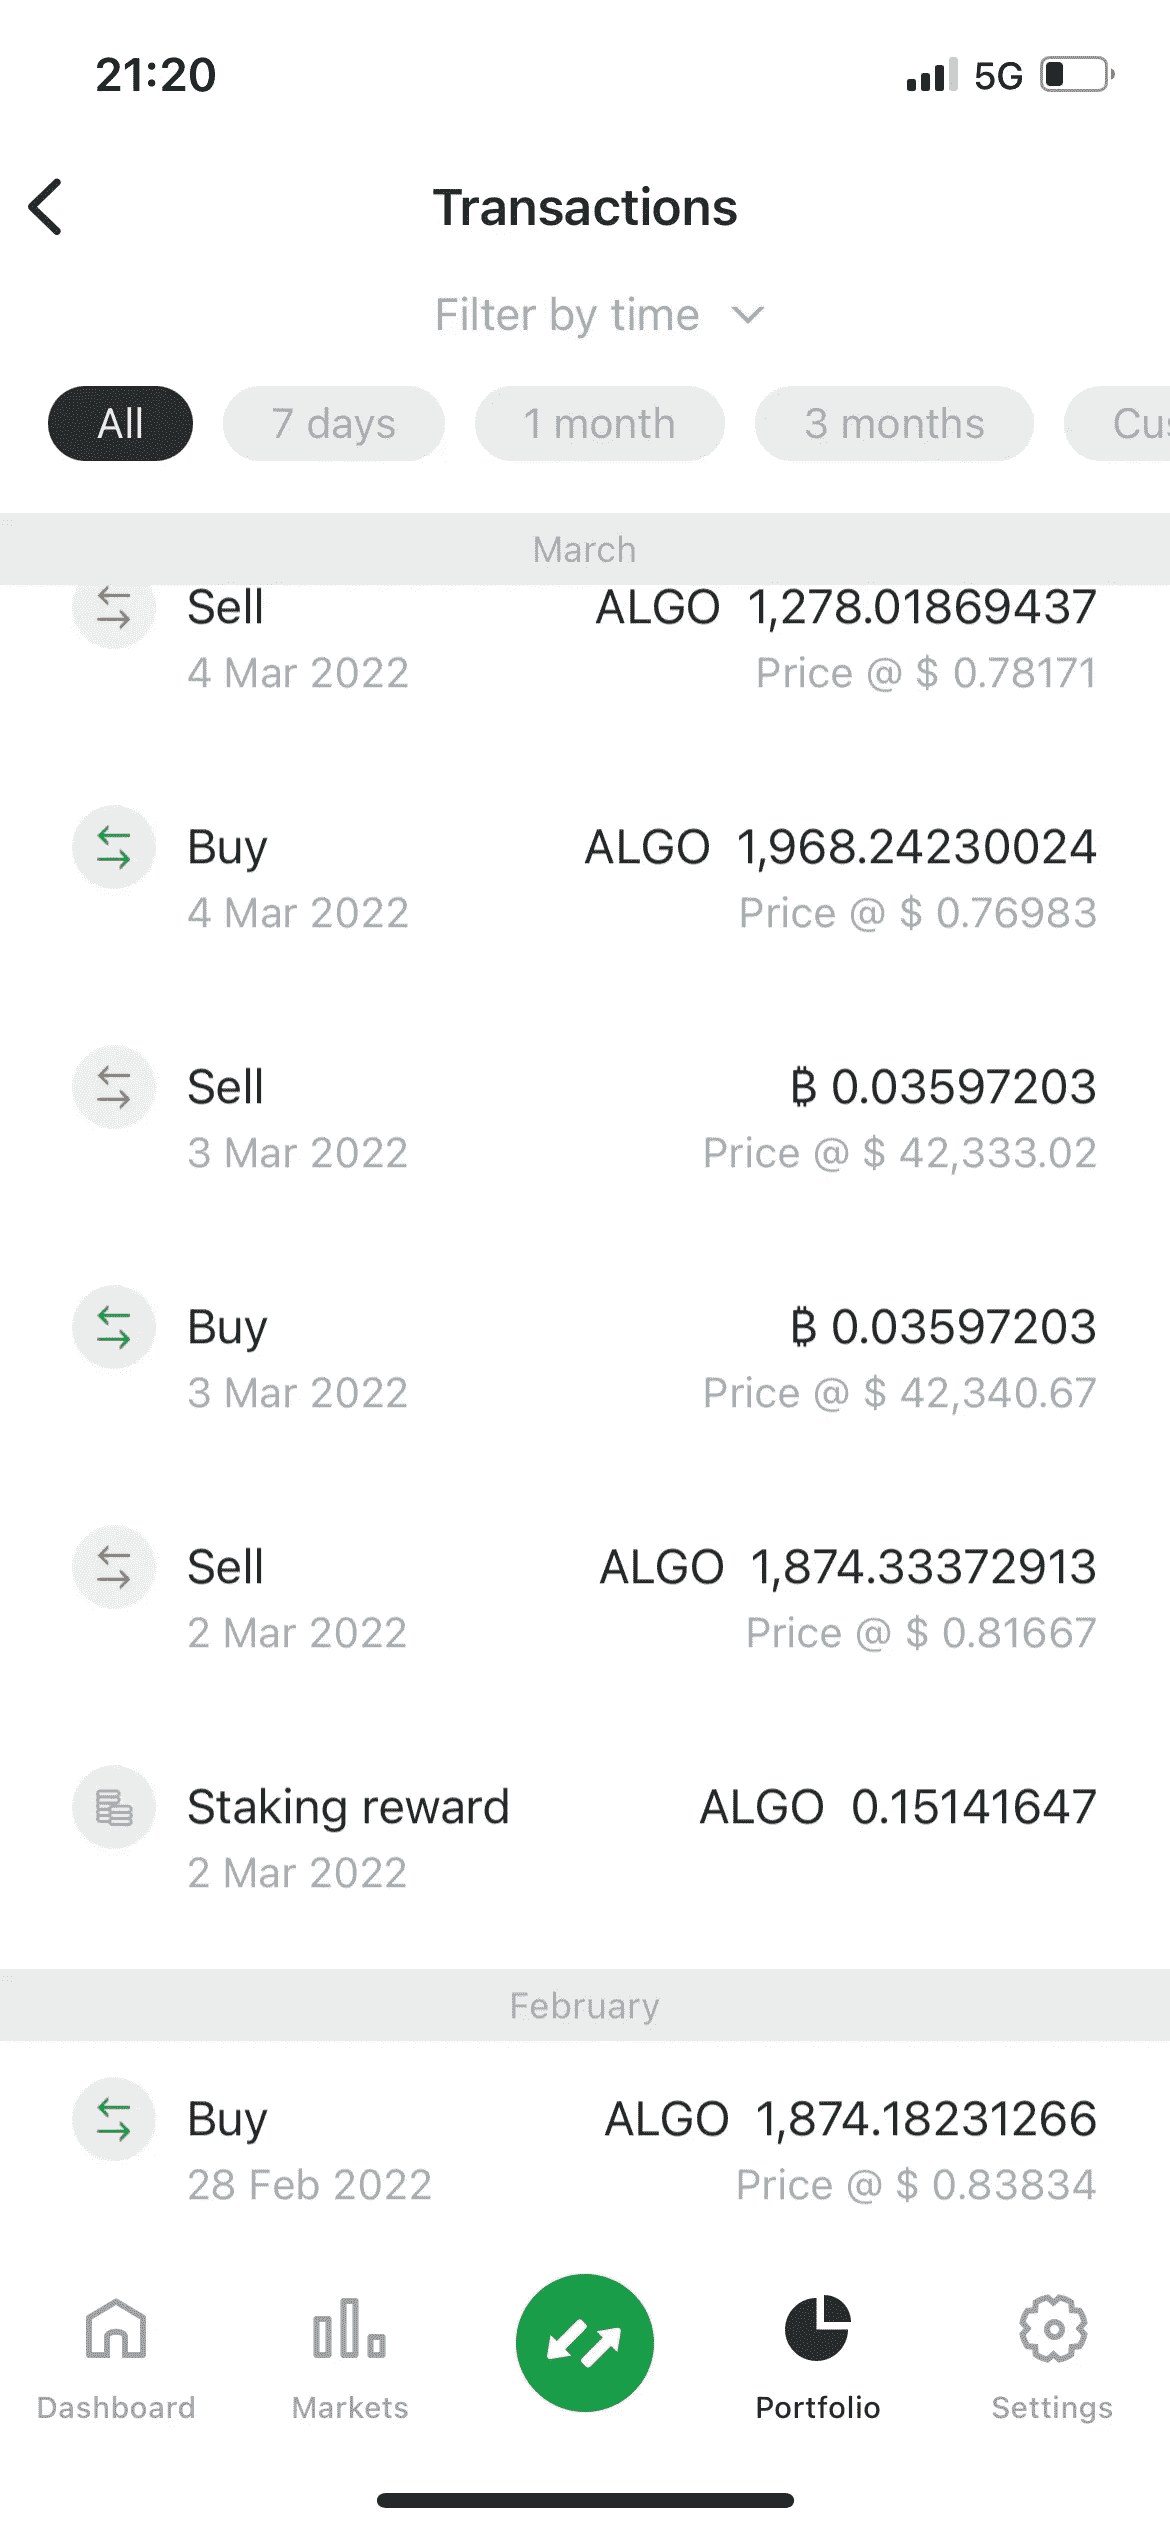 21:20
5G
Transactions
Filter by time
All
7 days
1 month
3 months
March
Sell
ALGO 1,278.01869437
4 Mar 2022
Price @ $ 0.78171
Buy
ALGO 1,968.24230024
4 Mar 2022
Price @ $ 0.76983
Sell
₿ 0.03597203
3 Mar 2022
Price @ $ 42,333.02
Buy
₿ 0.03597203
3 Mar 2022
Price @ $ 42,340.67
Sell
ALGO 1,874.33372913
2 Mar 2022
Price @ $ 0.81667
Staking reward
ALGO 0.15141647
2 Mar 2022
February
Buy
ALGO 1,874.18231266
28 Feb 2022
Price @ $ 0.83834
Dashboard
Markets
Portfolio
Settings